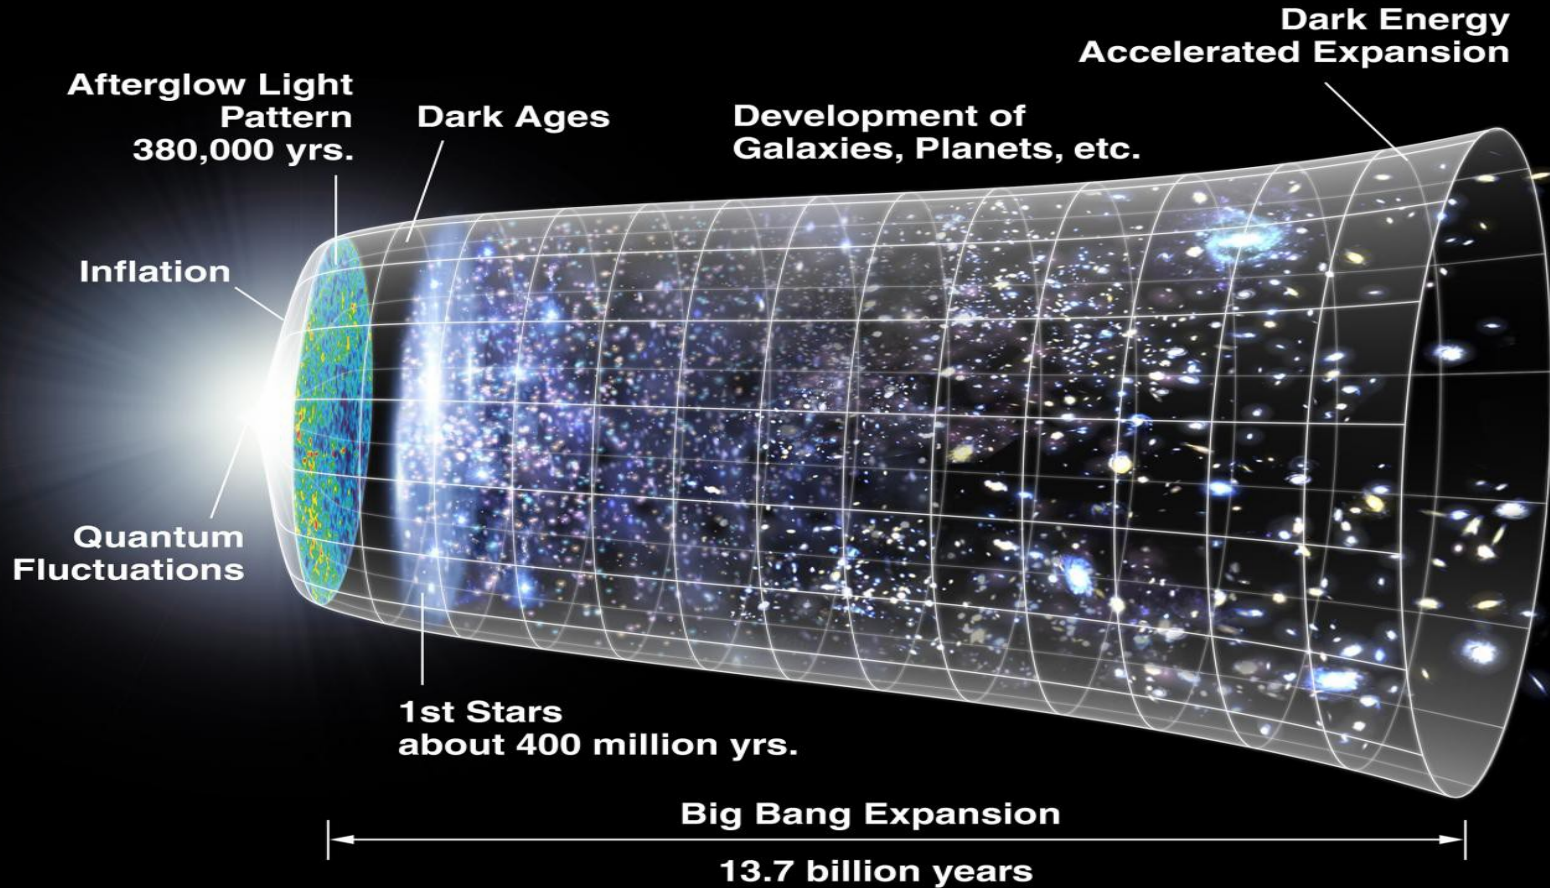 Dark Energy
Accelerated Expansion
Afterglow Light
Pattern
380,000 yrs.
Dark Ages
Development of
Galaxies, Planets, etc.
Inflation
Quantum
Fluctuations
1st Stars
about 400 million yrs.
Big Bang Expansion
13.7 billion years